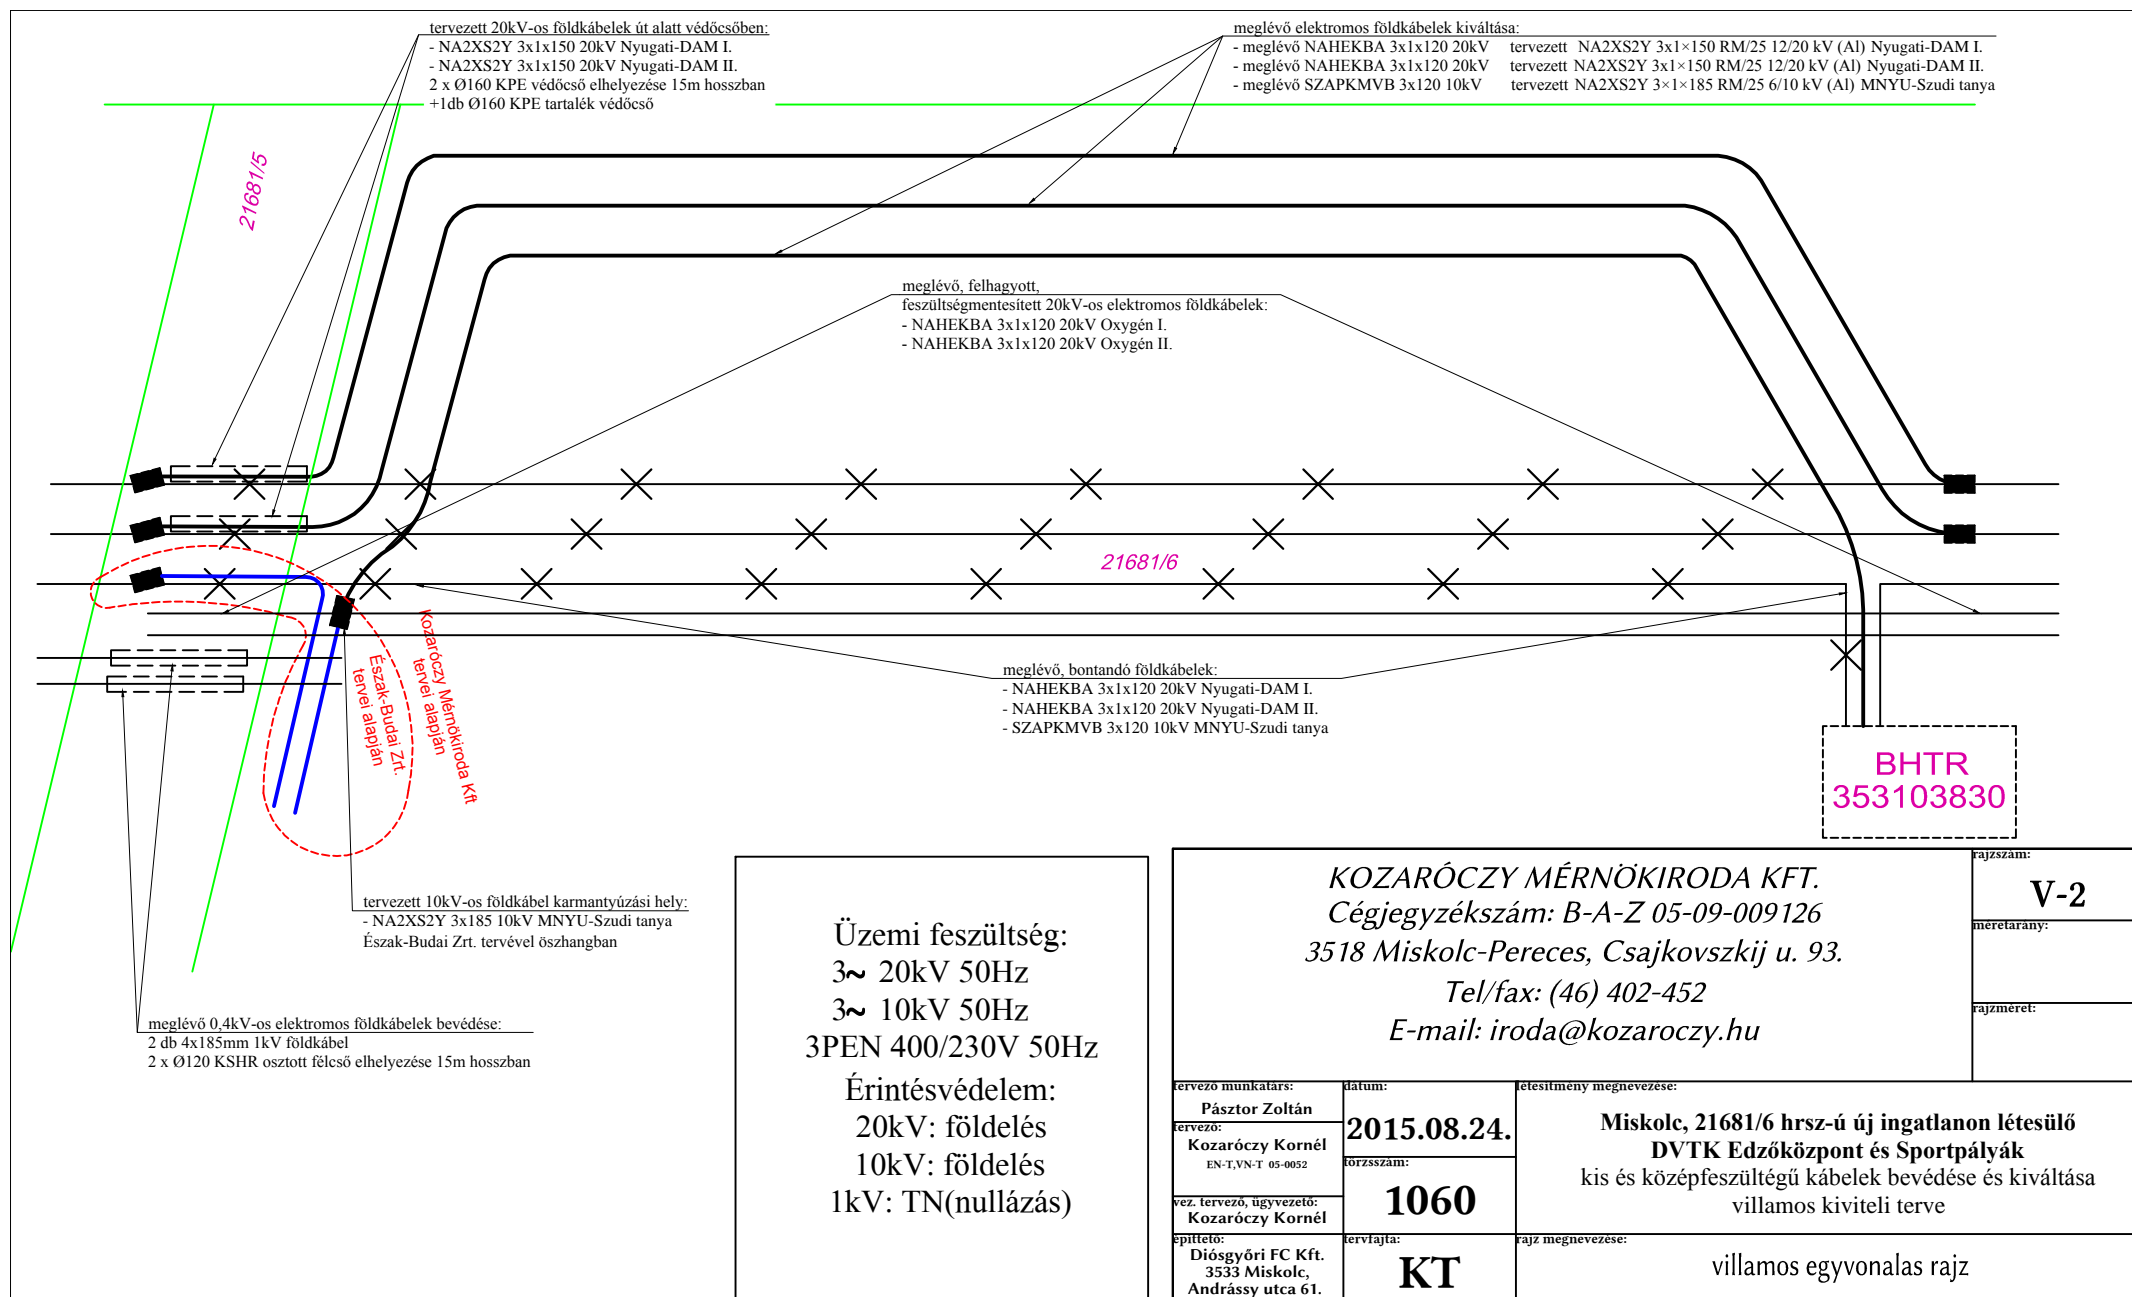 tervezett 20kV-os földkábelek út alatt védőcsőben:
- NA2XS2Y 3x1x150 20kV Nyugati-DAM I.
- NA2XS2Y 3x1x150 20kV Nyugati-DAM II.
2 x Ø160 KPE védőcső elhelyezése 15m hosszban
+1db Ø160 KPE tartalék védőcső
meglévő elektromos földkábelek kiváltása:
- meglévő NAHEKBA 3x1x120 20kV tervezett NA2XS2Y 3x1×150 RM/25 12/20 kV (Al) Nyugati-DAM I.
- meglévő NAHEKBA 3x1x120 20kV tervezett NA2XS2Y 3x1×150 RM/25 12/20 kV (Al) Nyugati-DAM II.
- meglévő SZAPKMVB 3x120 10kV tervezett NA2XS2Y 3×1×185 RM/25 6/10 kV (Al) MNYU-Szudi tanya
21681/5
meglévő, felhagyott,
feszültségmentesített 20kV-os elektromos földkábelek:
- NAHEKBA 3x1x120 20kV Oxygén I.
- NAHEKBA 3x1x120 20kV Oxygén II.
21681/6
Kozaróczy Mérnökiroda Kft
tervei alapján
Észak-Budai Zrt.
tervei alapján
meglévő, bontandó földkábelek:
- NAHEKBA 3x1x120 20kV Nyugati-DAM I.
- NAHEKBA 3x1x120 20kV Nyugati-DAM II.
- SZAPKMVB 3x120 10kV MNYU-Szudi tanya
BHTR
353103830
tervezett 10kV-os földkábel karmantyúzási hely:
- NA2XS2Y 3x185 10kV MNYU-Szudi tanya
Észak-Budai Zrt. tervével öszhangban
meglévő 0,4kV-os elektromos földkábelek bevédése:
2 db 4x185mm 1kV földkábel
2 x Ø120 KSHR osztott félcső elhelyezése 15m hosszban
Üzemi feszültség:
3~ 20kV 50Hz
3~ 10kV 50Hz
3PEN 400/230V 50Hz
Érintésvédelem:
20kV: földelés
10kV: földelés
1kV: TN(nullázás)
KOZARÓCZY MÉRNÖKIRODA KFT.
Cégjegyzékszám: B-A-Z 05-09-009126
3518 Miskolc-Pereces, Csajkovszkij u. 93.
Tel/fax: (46) 402-452
E-mail: iroda@kozaroczy.hu
rajzszám:
V-2
méretarány:
rajzméret:
tervező munkatárs:
Pásztor Zoltán
tervező:
Kozaróczy Kornél
EN-T,VN-T 05-0052
vez. tervező, ügyvezető:
Kozaróczy Kornél
építtető:
Diósgyőri FC Kft.
3533 Miskolc,
Andrássy utca 61.
dátum:
2015.08.24.
törzsszám:
1060
tervfajta:
KT
létesítmény megnevezése:
Miskolc, 21681/6 hrsz-ú új ingatlanon létesülő
DVTK Edzőközpont és Sportpályák
kis és középfeszültégű kábelek bevédése és kiváltása
villamos kiviteli terve
rajz megnevezése:
villamos egyvonalas rajz